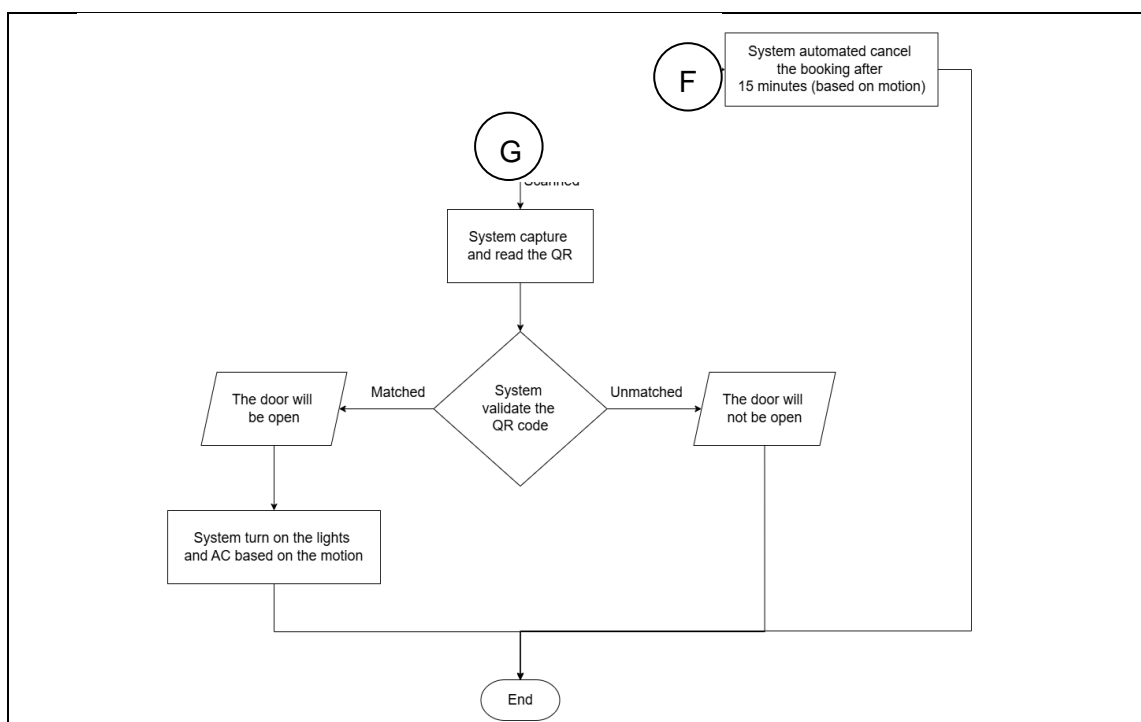 System automated cancel
the booking after
15 minutes (based on motion)
F
G
Scanned
System capture
and read the QR
Matched
System
validate the
QR code
Unmatched
The door will
be open
The door will
not be open
System turn on the lights
and AC based on the motion
End